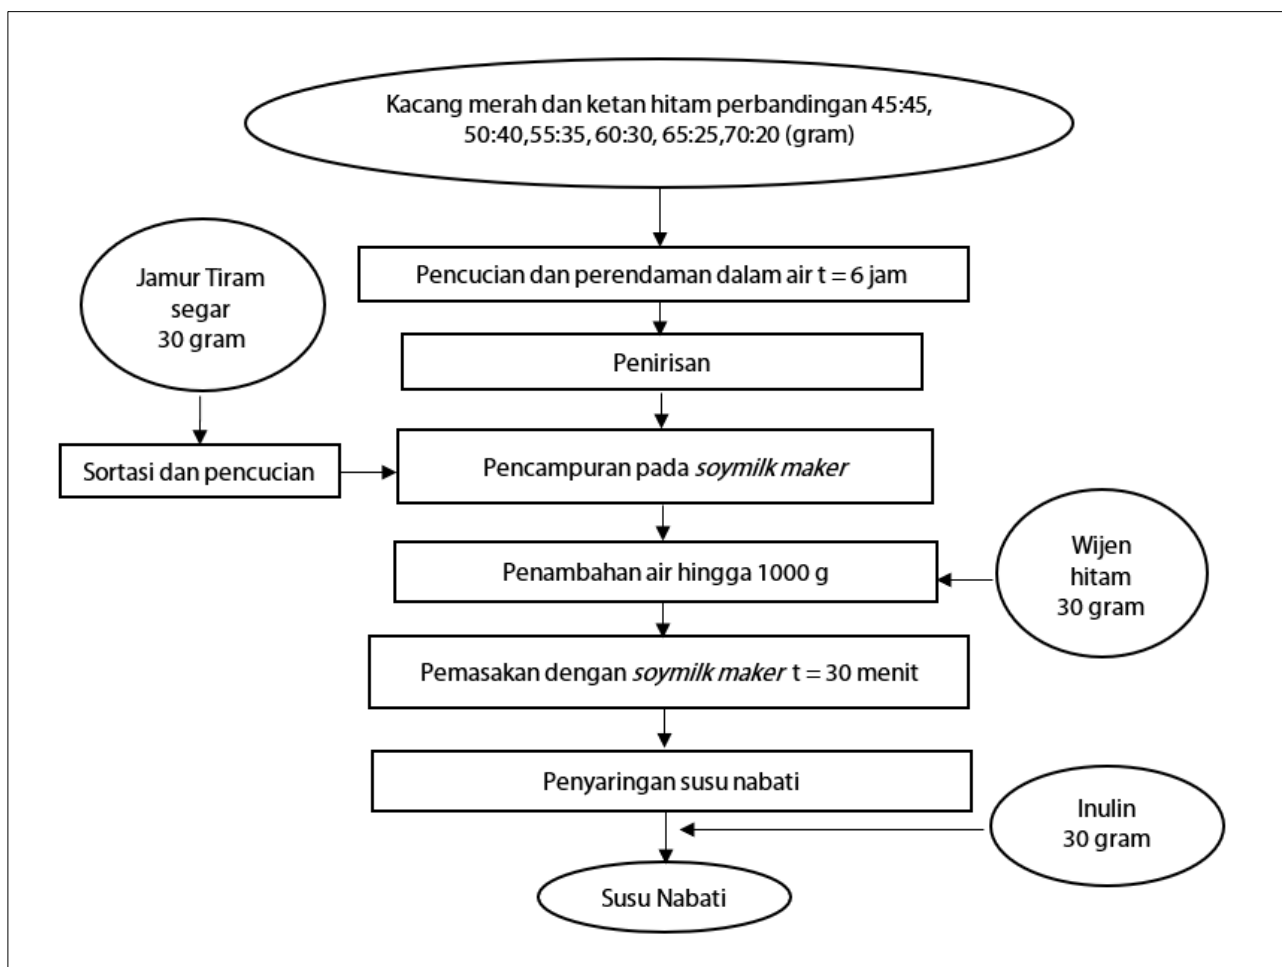 Kacang merah dan ketan hitam perbandingan 45:45,
50:40,55:35, 60:30, 65:25,70:20 (gram)
Pencucian dan perendaman dalam air t = 6 jam
Jamur Tiram
segar
30 gram
Penirisan
Sortasi dan pencucian
Pencampuran pada soymilk maker
Penambahan air hingga 1000 g
Wijen
hitam
30 gram
Pemasakan dengan soymilk maker t = 30 menit
Penyaringan susu nabati
Inulin
30 gram
Susu Nabati